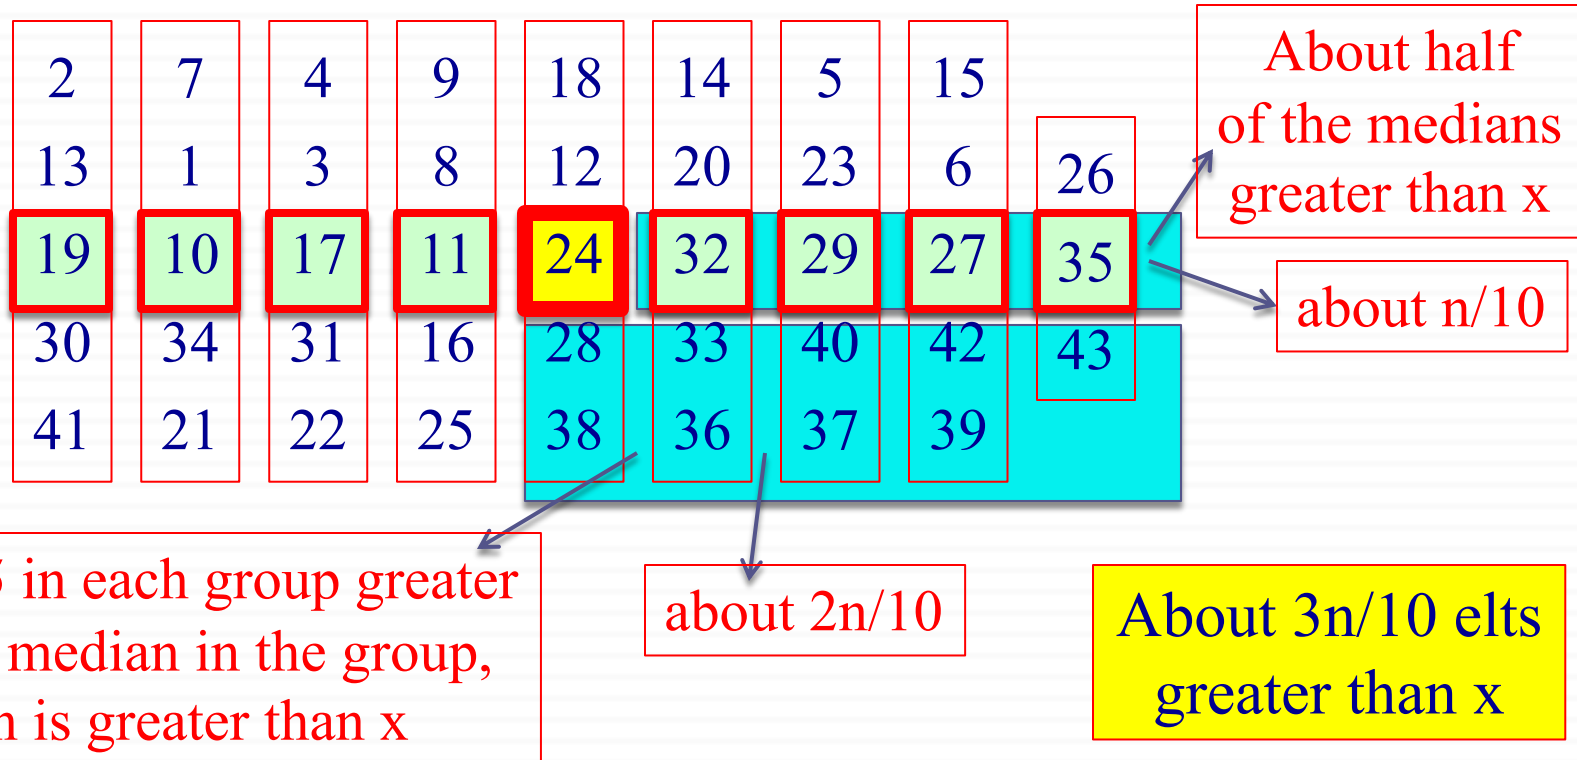 2 7 4 9 18 14 5 15
13 1 3 8 12 20 23 6 26
19 10 17 11 24 32 29 27 35
30 34 31 16 28 33 40 42 43
41 21 22 25 38 36 37 39
About half
of the medians
greater than x
about n/10
in each group greater
median in the group,
is greater than x
about 2n/10
About 3n/10 elts
greater than x